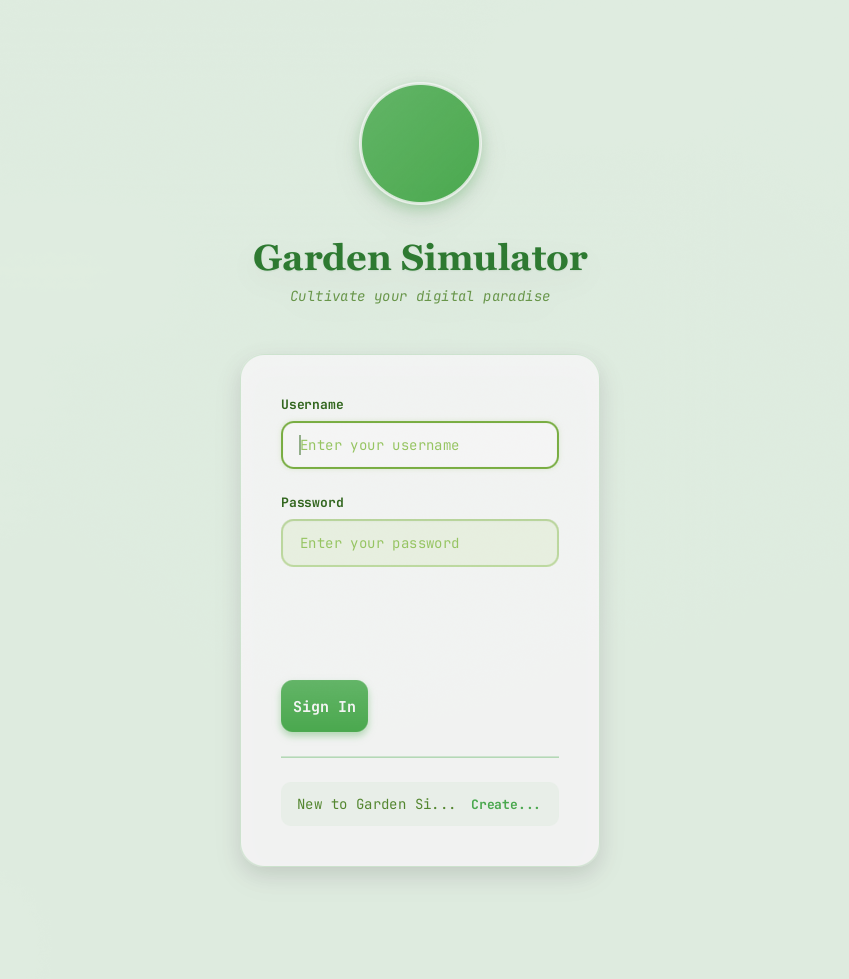 Garden Simulator
Cultivate your digital paradise
Username
Enter your username
Password
Enter your password
Sign In
New to Garden Si... Create...